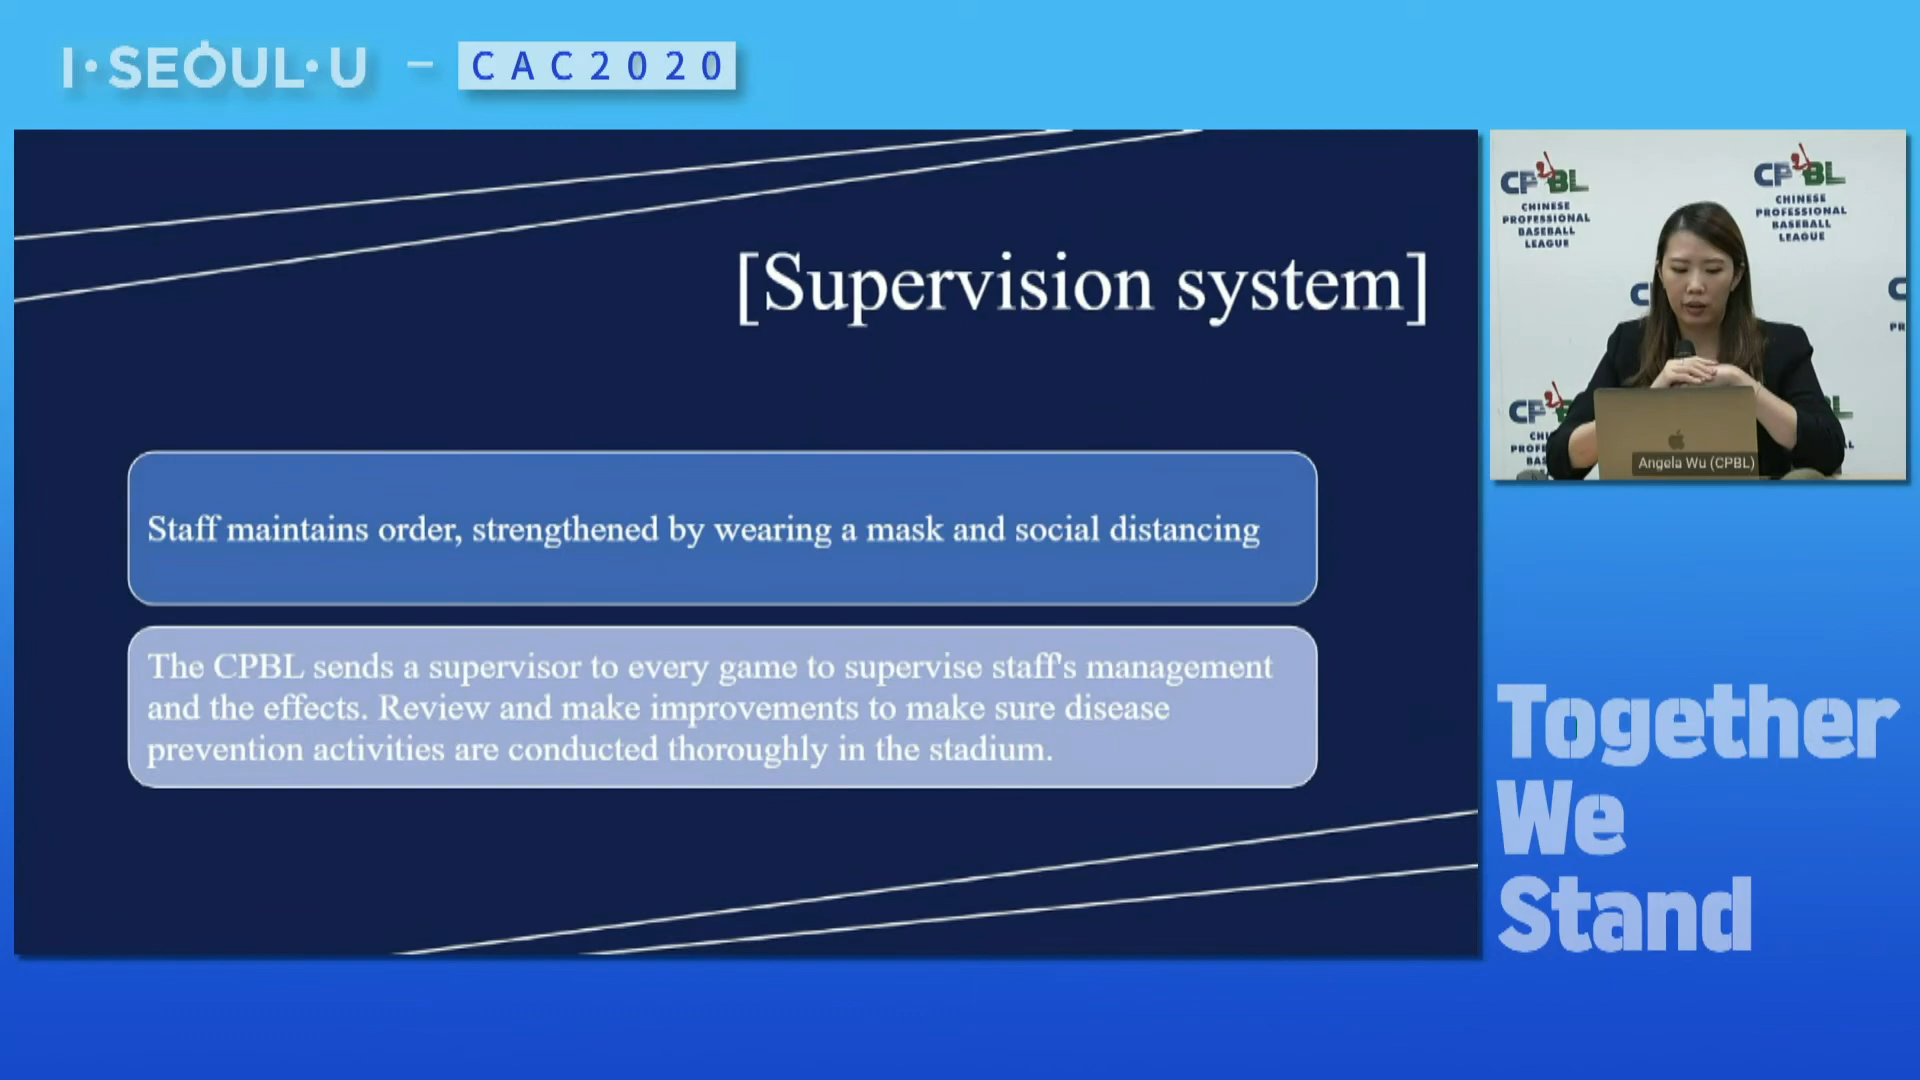 I·SEOUL·U – CAC2020
[Supervision system]
Staff maintains order, strengthened by wearing a mask and social distancing
The CPBL sends a supervisor to every game to supervise staff's management
and the effects. Review and make improvements to make sure disease
prevention activities are conducted thoroughly in the stadium.
CPBL
CHINESE
PROFESSIONAL
BASEBALL
LEAGUE
CPBL
CHINESE
PROFESSIONAL
BASEBALL
LEAGUE
Angela Wu (CPBL)
Together
We
Stand